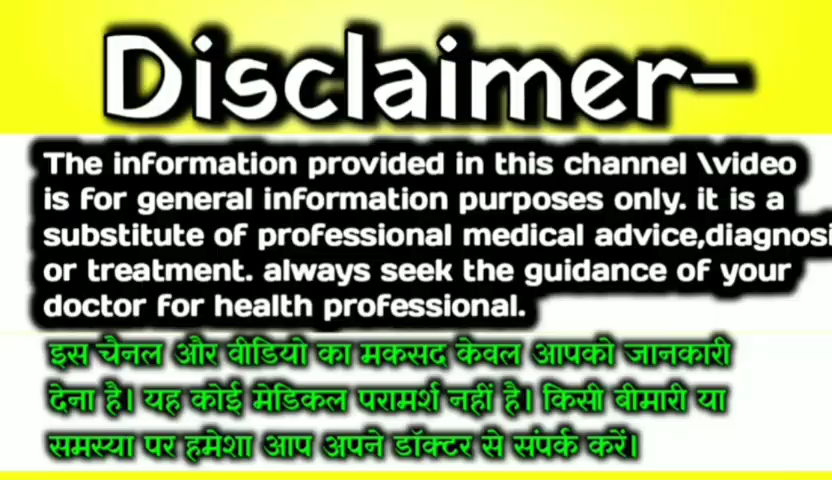 Disclaimer-
The information provided in this channel \video
is for general information purposes only. it is a
substitute of professional medical advice,diagnosi
or treatment. always seek the guidance of your
doctor for health professional.
इस चैनल और वीडियो का मकसद केवल आपको जानकारी
देना है। यह कोई मेडिकल परामर्श नहीं है। किसी बीमारी या
समस्या पर हमेशा आप अपने डॉक्टर से संपर्क करें।